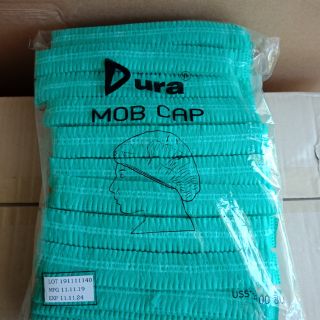 Dura®
MOB CAP
LOT 191111140
MFG 11.11.19
EXP 11.11.24